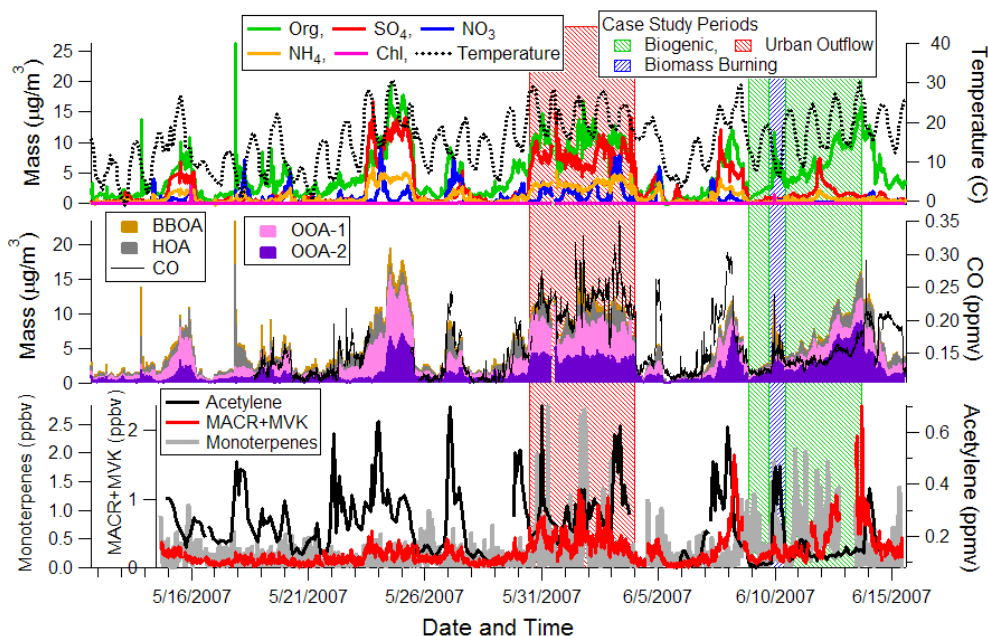 Org, SO4, NO3
NH4, Chl, Temperature
Case Study Periods
Biogenic, Urban Outflow
Biomass Burning
25
20
15
10
5
0
Mass (µg/m³)
40
30
20
10
0
Temperature (C)
BBOA
HOA
CO
OOA-1
OOA-2
20
15
10
5
0
Mass (µg/m³)
0.35
0.30
0.25
0.20
0.15
CO (ppmv)
Acetylene
MACR+MVK
Monoterpenes
2.5
2.0
1.5
1.0
0.5
0.0
Monoterpenes (ppbv)
2
1
0
MACR+MVK (ppbv)
0.6
0.4
0.2
Acetylene (ppmv)
5/16/2007 5/21/2007 5/26/2007 5/31/2007 6/5/2007 6/10/2007 6/15/2007
Date and Time